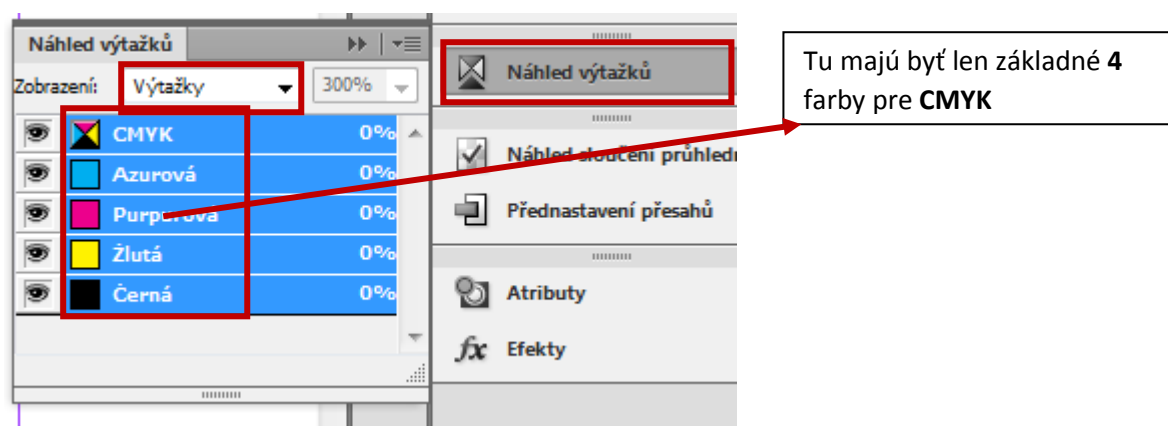 Náhled výtažků
Zobrazení: Výtažky 300%
CMYK 0%
Azurová 0%
Purpurová 0%
Žlutá 0%
Černá 0%
Náhled výtažků
Náhled sloučení průhledn
Přednastavení přesahů
Atributy
fx Efekty
Tu majú byť len základné 4
farby pre CMYK